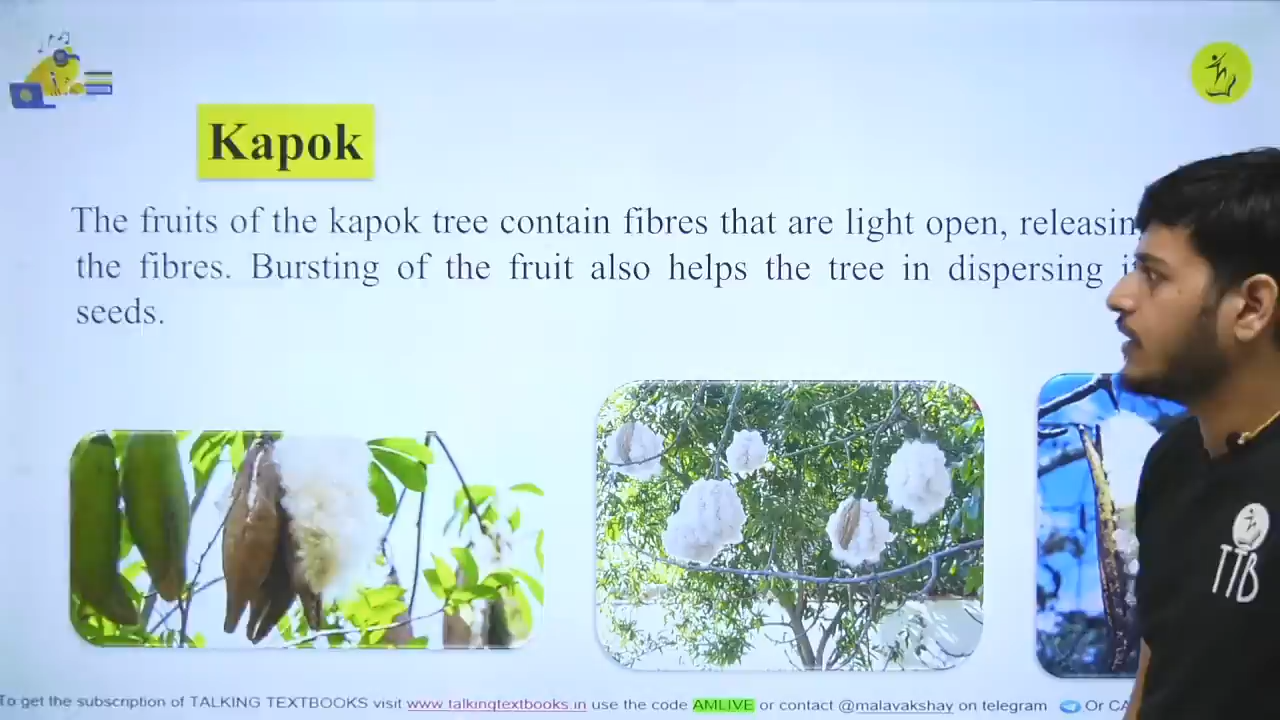 Kapok
The fruits of the kapok tree contain fibres that are light open, releasin
the fibres. Bursting of the fruit also helps the tree in dispersing
seeds.
TTB
To get the subscription of TALKING TEXTBOOKS visit www.talkingtextbooks.in use the code AMLIVE or contact @malavakshay on telegram Or CA